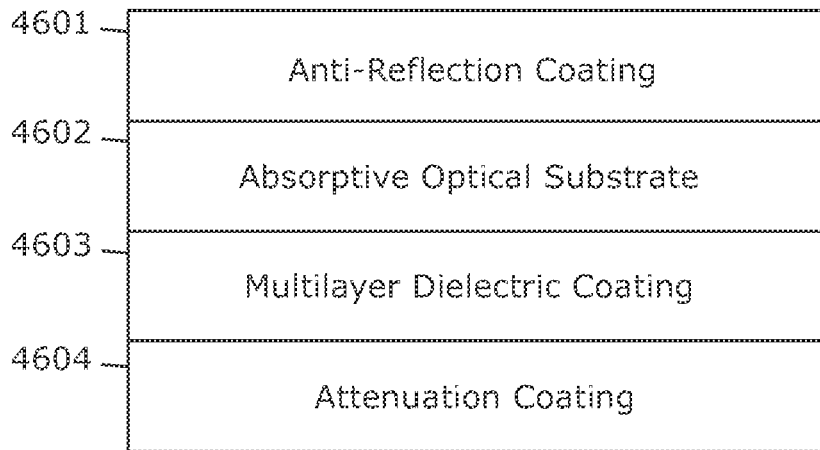 4601
Anti-Reflection Coating
4602
Absorptive Optical Substrate
4603
Multilayer Dielectric Coating
4604
Attenuation Coating